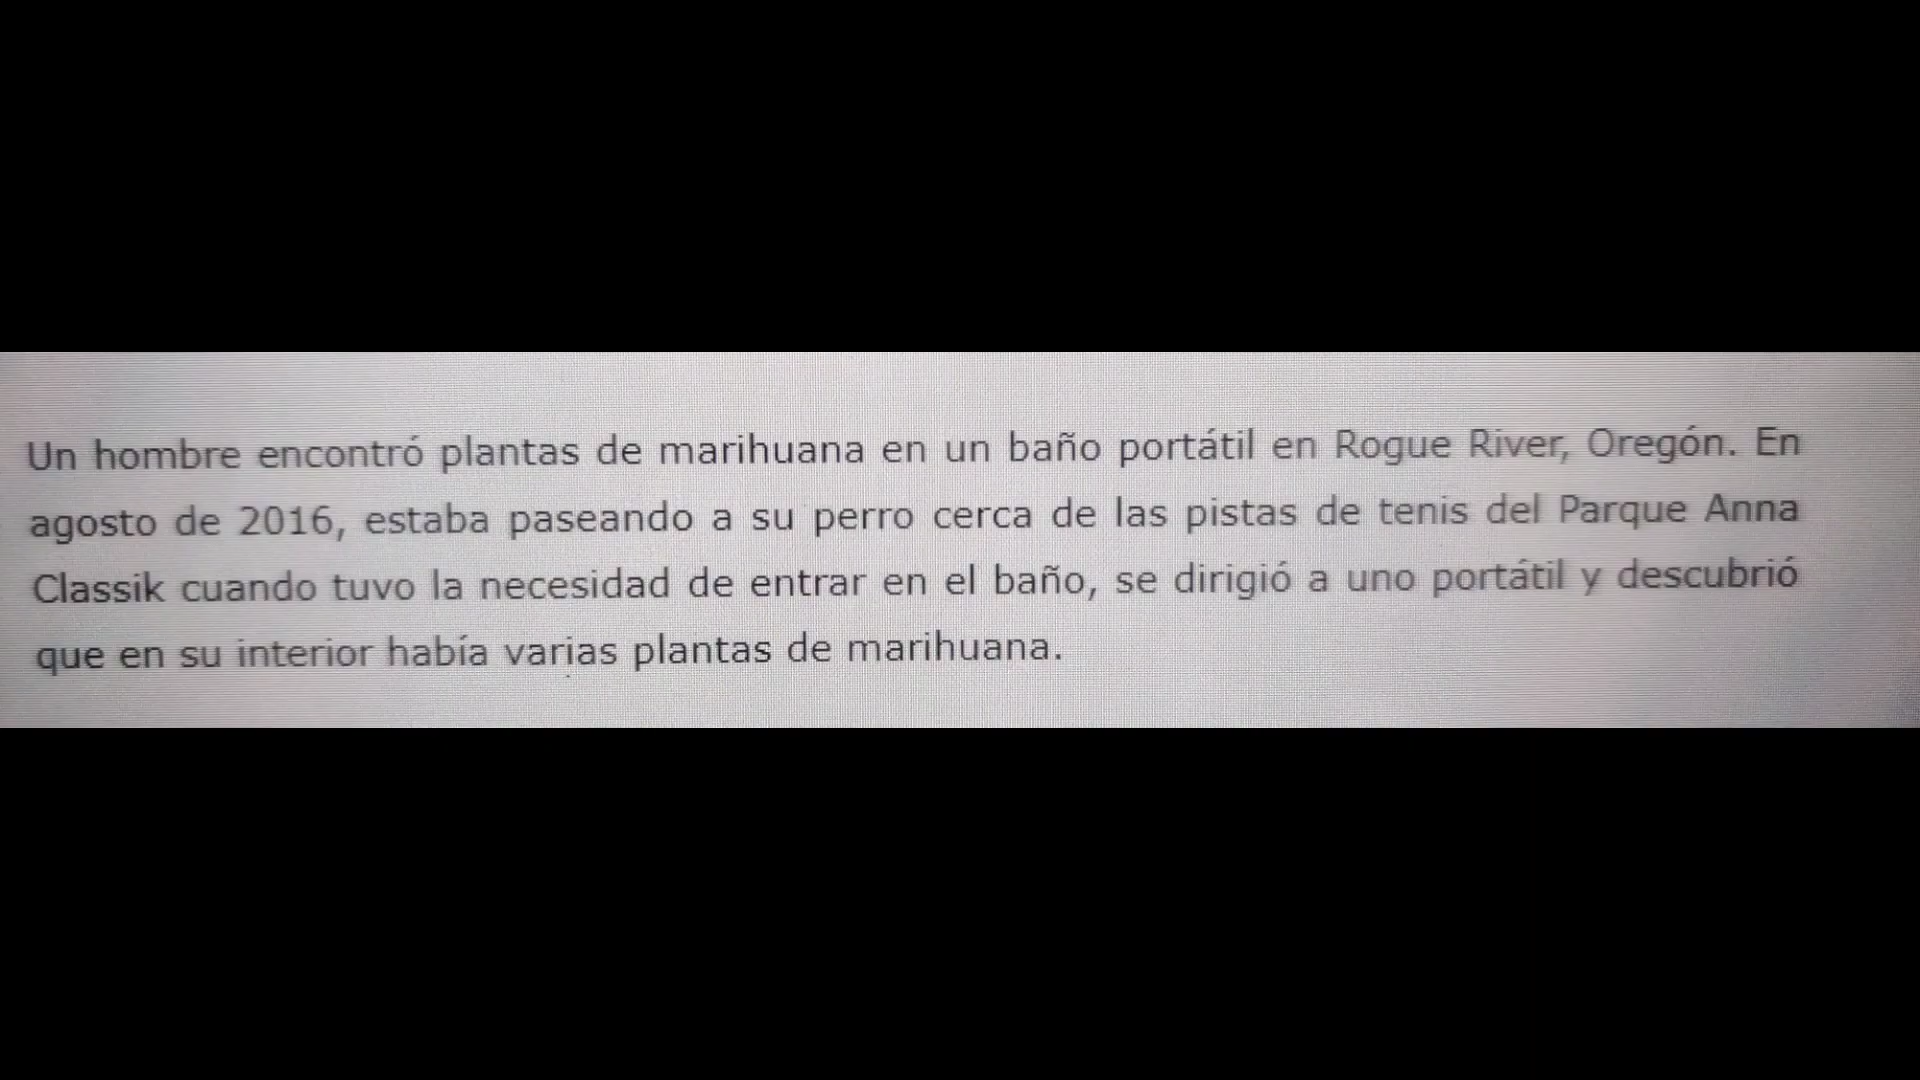 Un hombre encontró plantas de marihuana en un baño portátil en Rogue River, Oregón. En
agosto de 2016, estaba paseando a su perro cerca de las pistas de tenis del Parque Anna
Classik cuando tuvo la necesidad de entrar en el baño, se dirigió a uno portátil y descubrió
que en su interior había varias plantas de marihuana.